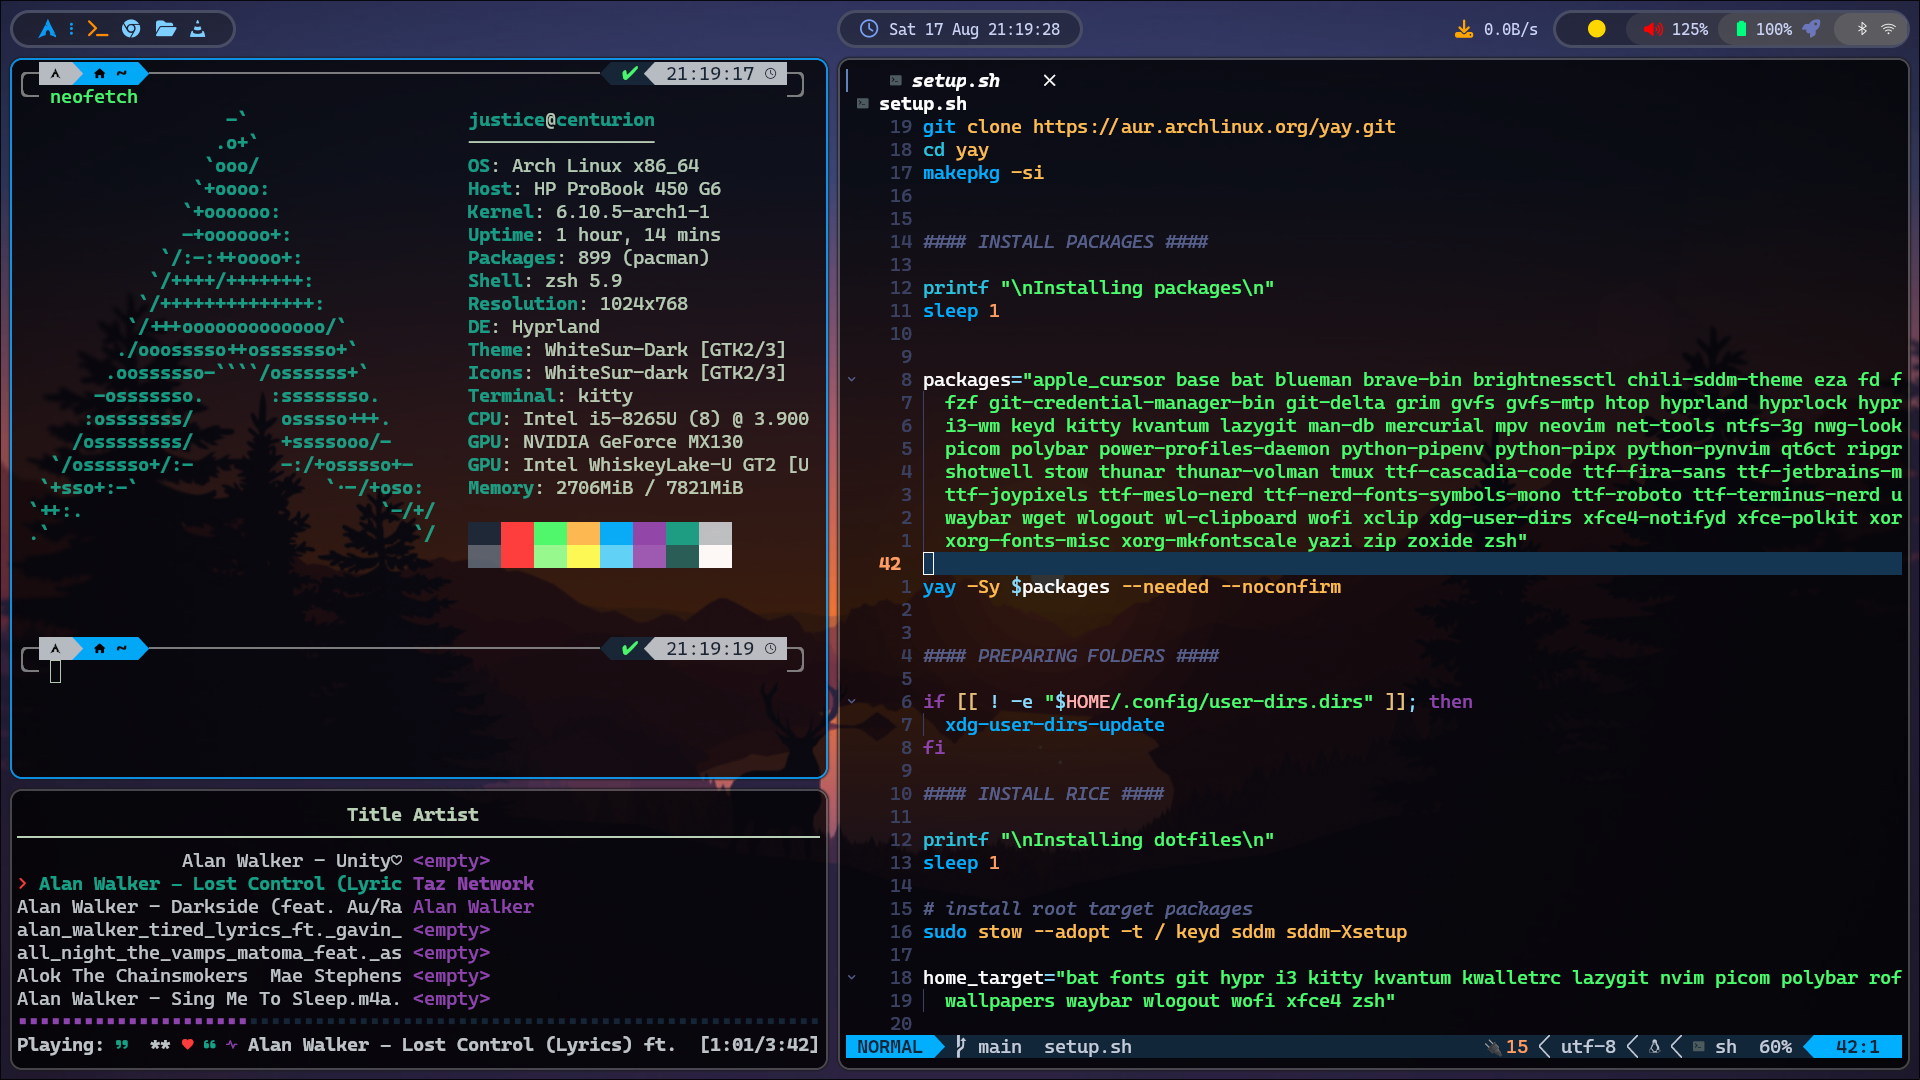 Sat 17 Aug 21:19:28
0.0B/s
125%
100%
~
21:19:17
neofetch
-`
.o+`
`ooo/
`+oooo:
`+oooooo:
-+oooooo+:
`/:-:++oooo+:
`/++++/+++++++:
`/++++++++++++++:
`/+++ooooooooooooo/`
./ooosssso++osssssso+`
.oossssso-````/ossssss+`
-osssssso.      :ssssssso.
:osssssss/        osssso+++.
/ossssssss/        +ssssooo/-
`/ossssso+/:-        -:/+osssso+-
`+sso+:-`                 `.-/+oso:
`++:.                           `-/+/
.`                                 `/
justice@centurion
OS: Arch Linux x86_64
Host: HP ProBook 450 G6
Kernel: 6.10.5-arch1-1
Uptime: 1 hour, 14 mins
Packages: 899 (pacman)
Shell: zsh 5.9
Resolution: 1024x768
DE: Hyprland
Theme: WhiteSur-Dark [GTK2/3]
Icons: WhiteSur-dark [GTK2/3]
Terminal: kitty
CPU: Intel i5-8265U (8) @ 3.900
GPU: NVIDIA GeForce MX130
GPU: Intel WhiskeyLake-U GT2 [U
Memory: 2706MiB / 7821MiB
~
21:19:19
Title Artist
Alan Walker - Unity♡ <empty>
> Alan Walker - Lost Control (Lyric Taz Network
Alan Walker - Darkside (feat. Au/Ra Alan Walker
alan_walker_tired_lyrics_ft._gavin_ <empty>
all_night_the_vamps_matoma_feat._as <empty>
Alok The Chainsmokers  Mae Stephens <empty>
Alan Walker - Sing Me To Sleep.m4a. <empty>
Playing: ** ♥ Alan Walker - Lost Control (Lyrics) ft. [1:01/3:42]
setup.sh
setup.sh
19 git clone https://aur.archlinux.org/yay.git
18 cd yay
17 makepkg -si
16
15
14 #### INSTALL PACKAGES ####
13
12 printf "\nInstalling packages\n"
11 sleep 1
10
9
8 packages="apple_cursor base bat blueman brave-bin brightnessctl chili-sddm-theme eza fd f
7 fzf git-credential-manager-bin git-delta grim gvfs gvfs-mtp htop hyprland hyprlock hypr
6 i3-wm keyd kitty kvantum lazygit man-db mercurial mpv neovim net-tools ntfs-3g nwg-look
5 picom polybar power-profiles-daemon python-pipenv python-pipx python-pynvim qt6ct ripgr
4 shotwell stow thunar thunar-volman tmux ttf-cascadia-code ttf-fira-sans ttf-jetbrains-m
3 ttf-joypixels ttf-meslo-nerd ttf-nerd-fonts-symbols-mono ttf-roboto ttf-terminus-nerd u
2 waybar wget wlogout wl-clipboard wofi xclip xdg-user-dirs xfce4-notifyd xfce-polkit xor
1 xorg-fonts-misc xorg-mkfontscale yazi zip zoxide zsh"
42
1 yay -Sy $packages --needed --noconfirm
2
3
4 #### PREPARING FOLDERS ####
5
6 if [[ ! -e "$HOME/.config/user-dirs.dirs" ]]; then
7 xdg-user-dirs-update
8 fi
9
10 #### INSTALL RICE ####
11
12 printf "\nInstalling dotfiles\n"
13 sleep 1
14
15 # install root target packages
16 sudo stow --adopt -t / keyd sddm sddm-Xsetup
17
18 home_target="bat fonts git hypr i3 kitty kvantum kwalletrc lazygit nvim picom polybar rof
19 wallpapers waybar wlogout wofi xfce4 zsh"
20
NORMAL main setup.sh 15 utf-8 sh 60% 42:1